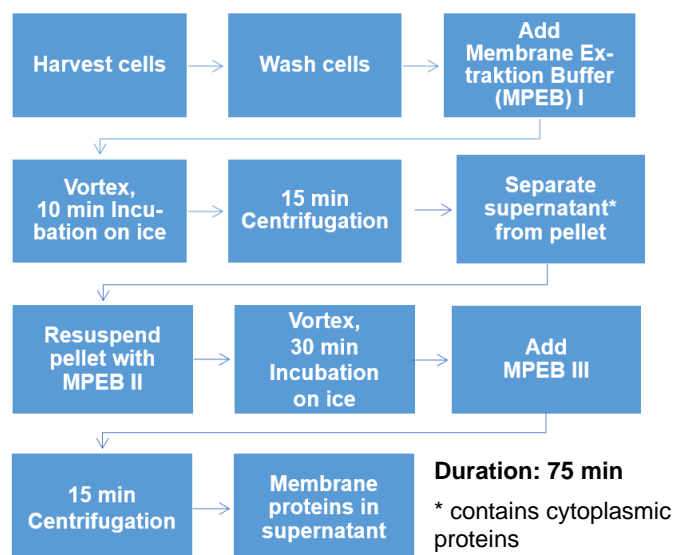 Harvest cells
Wash cells
Add
Membrane Ex-
traktion Buffer
(MPEB) I
Vortex,
10 min Incu-
bation on ice
15 min
Centrifugation
Separate
supernatant*
from pellet
Resuspend
pellet with
MPEB II
Vortex,
30 min
Incubation
on ice
Add
MPEB III
15 min
Centrifugation
Membrane
proteins in
supernatant
Duration: 75 min
* contains cytoplasmic
proteins